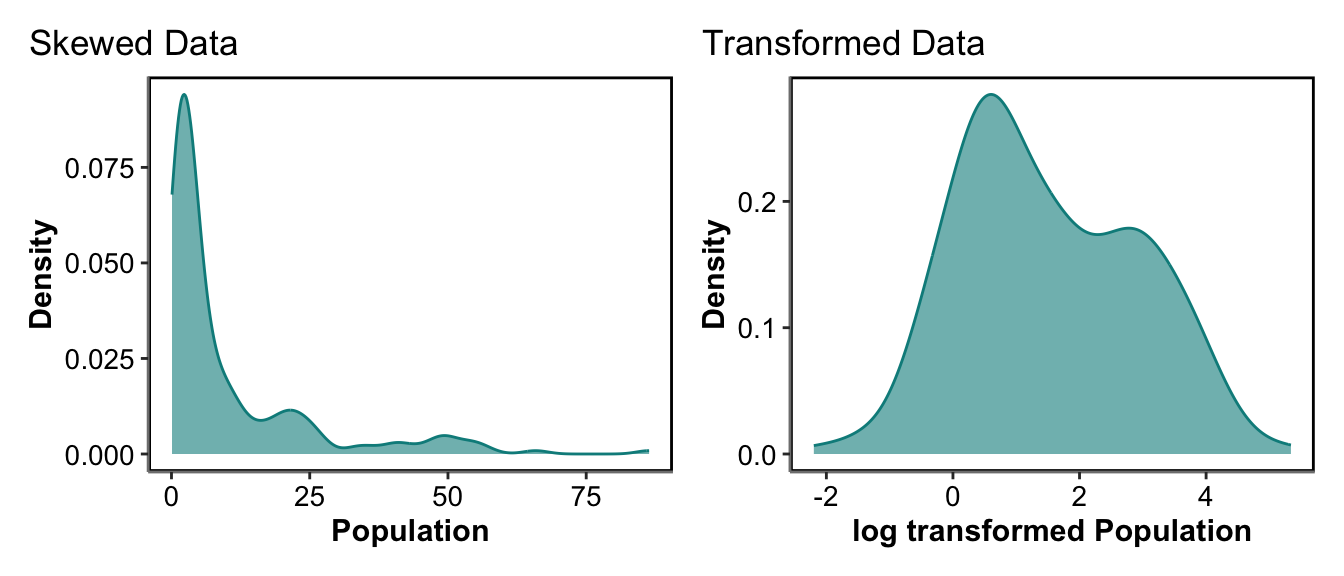 Skewed Data
Density
0.075
0.050
0.025
0.000
0 25 50 75
Population
Transformed Data
Density
0.2
0.1
0.0
-2 0 2 4
log transformed Population